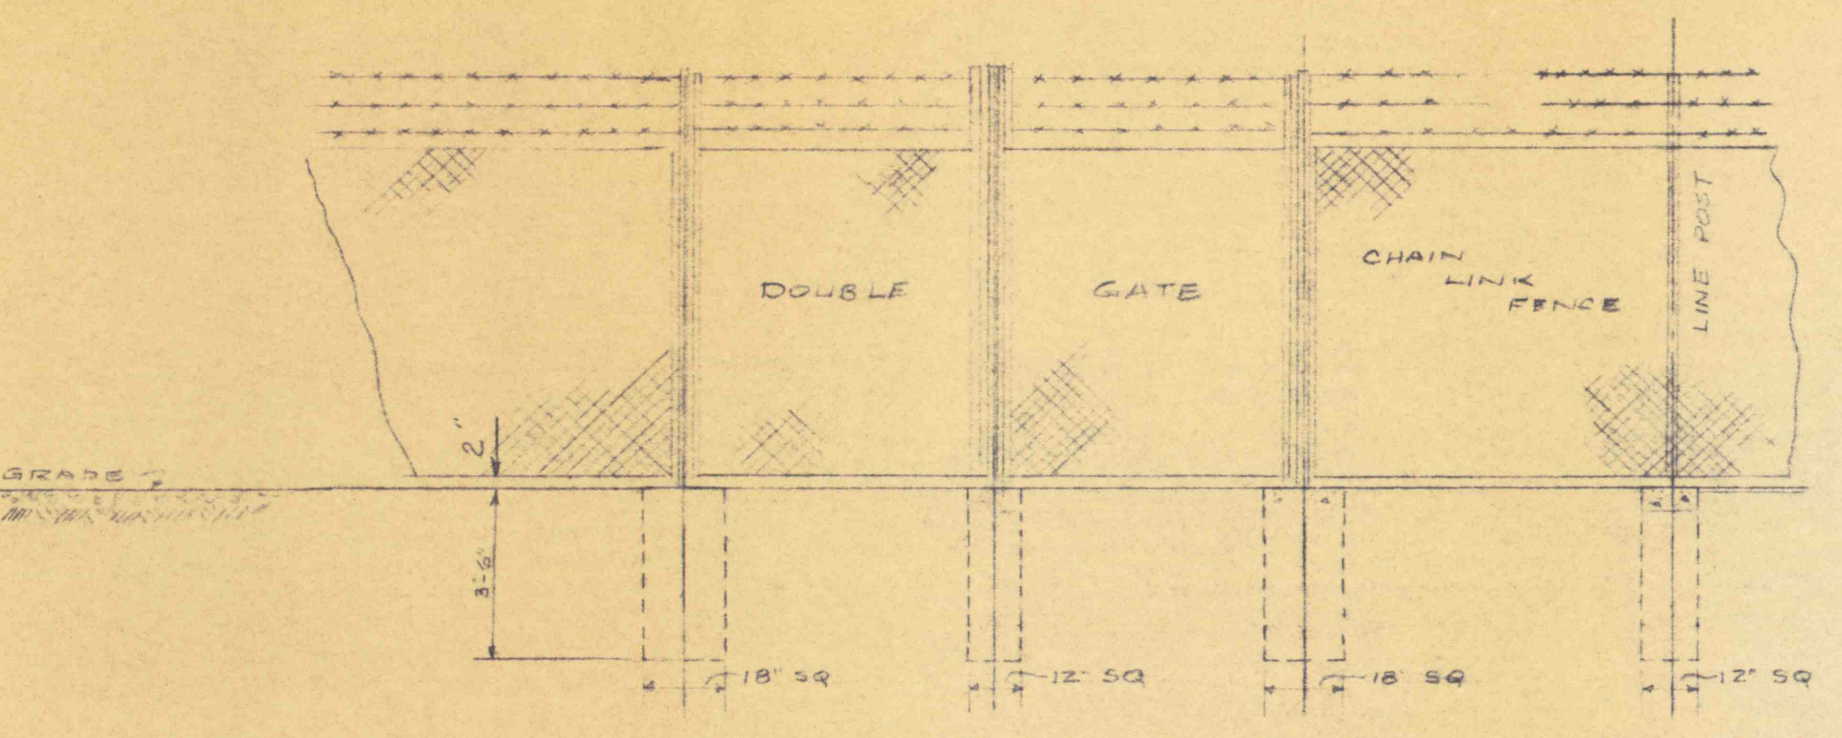 DOUBLE GATE
CHAIN
LINK
FENCE
LINE POST
2"
GRADE
3'-6"
18" SQ
12" SQ
18" SQ
12" SQ